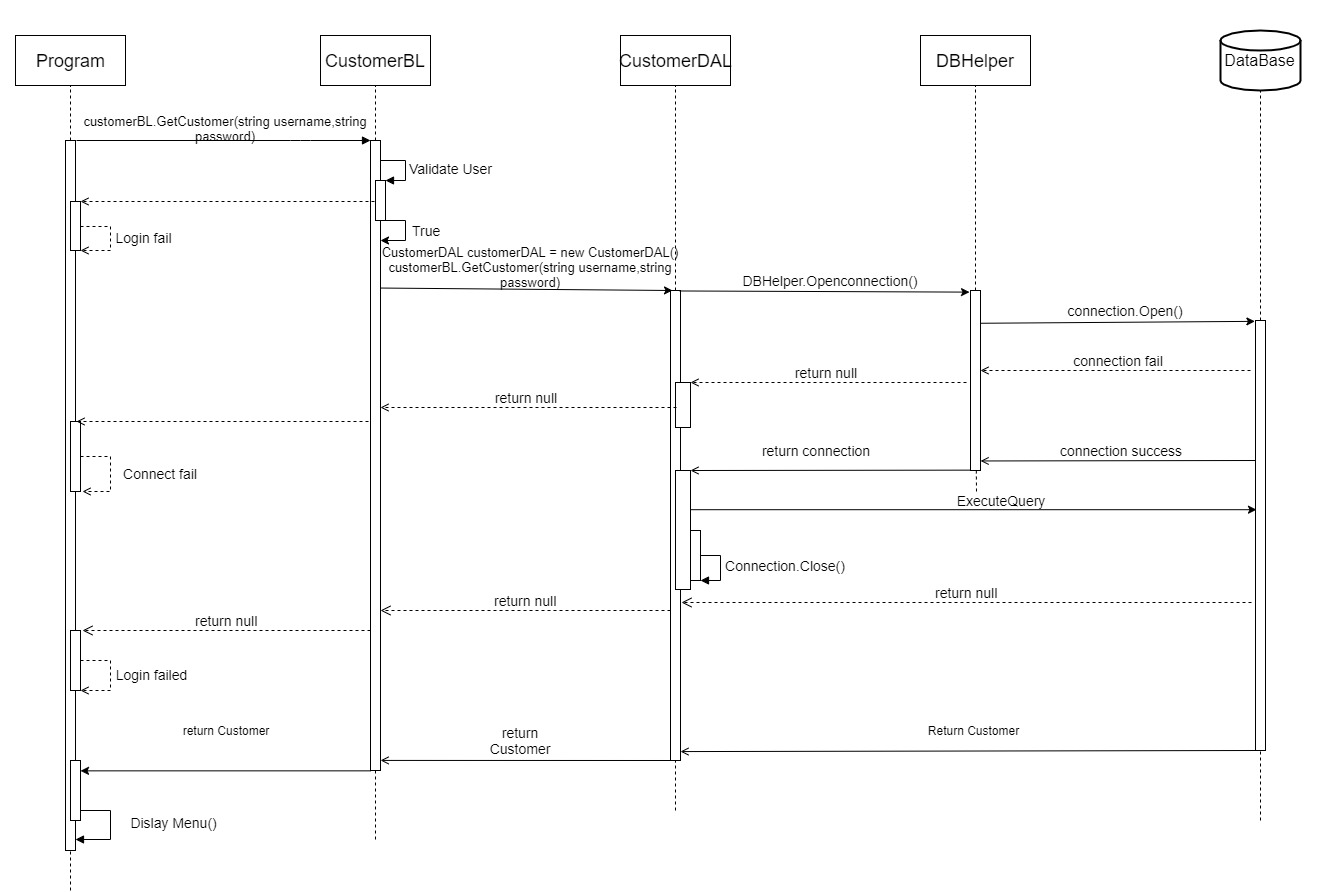 Program
CustomerBL
CustomerDAL
DBHelper
DataBase
customerBL.GetCustomer(string username,string
password)
Validate User
Login fail
True
CustomerDAL customerDAL = new CustomerDAL()
customerBL.GetCustomer(string username,string
password)
DBHelper.Openconnection()
connection.Open()
connection fail
return null
return null
return connection
connection success
Connect fail
ExecuteQuery
Connection.Close()
return null
return null
return null
Login failed
return Customer
return
Customer
Return Customer
Dislay Menu()